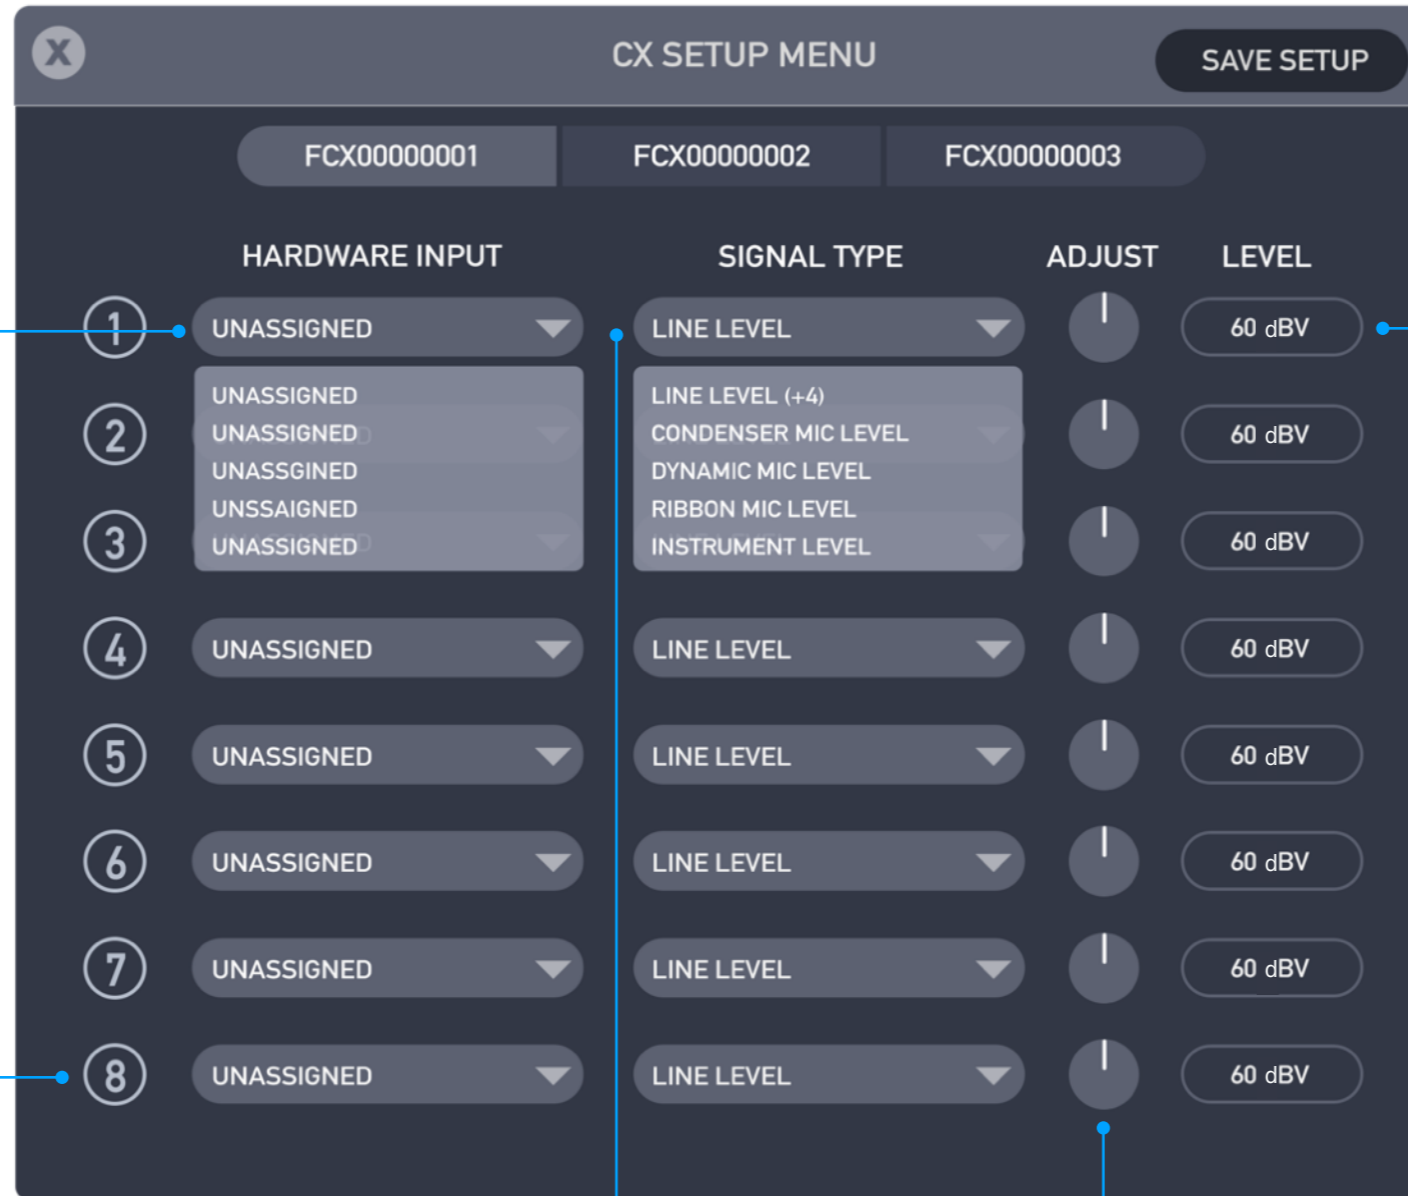 X CX SETUP MENU SAVE SETUP
FCX00000001 FCX00000002 FCX00000003
HARDWARE INPUT SIGNAL TYPE ADJUST LEVEL
1 UNASSIGNED LINE LEVEL 60 dBV
UNASSIGNED LINE LEVEL (+4)
2 UNASSIGNED CONDENSER MIC LEVEL 60 dBV
UNASSGINED DYNAMIC MIC LEVEL
UNSSAIGNED RIBBON MIC LEVEL
3 UNASSIGNED INSTRUMENT LEVEL 60 dBV
4 UNASSIGNED LINE LEVEL 60 dBV
5 UNASSIGNED LINE LEVEL 60 dBV
6 UNASSIGNED LINE LEVEL 60 dBV
7 UNASSIGNED LINE LEVEL 60 dBV
8 UNASSIGNED LINE LEVEL 60 dBV